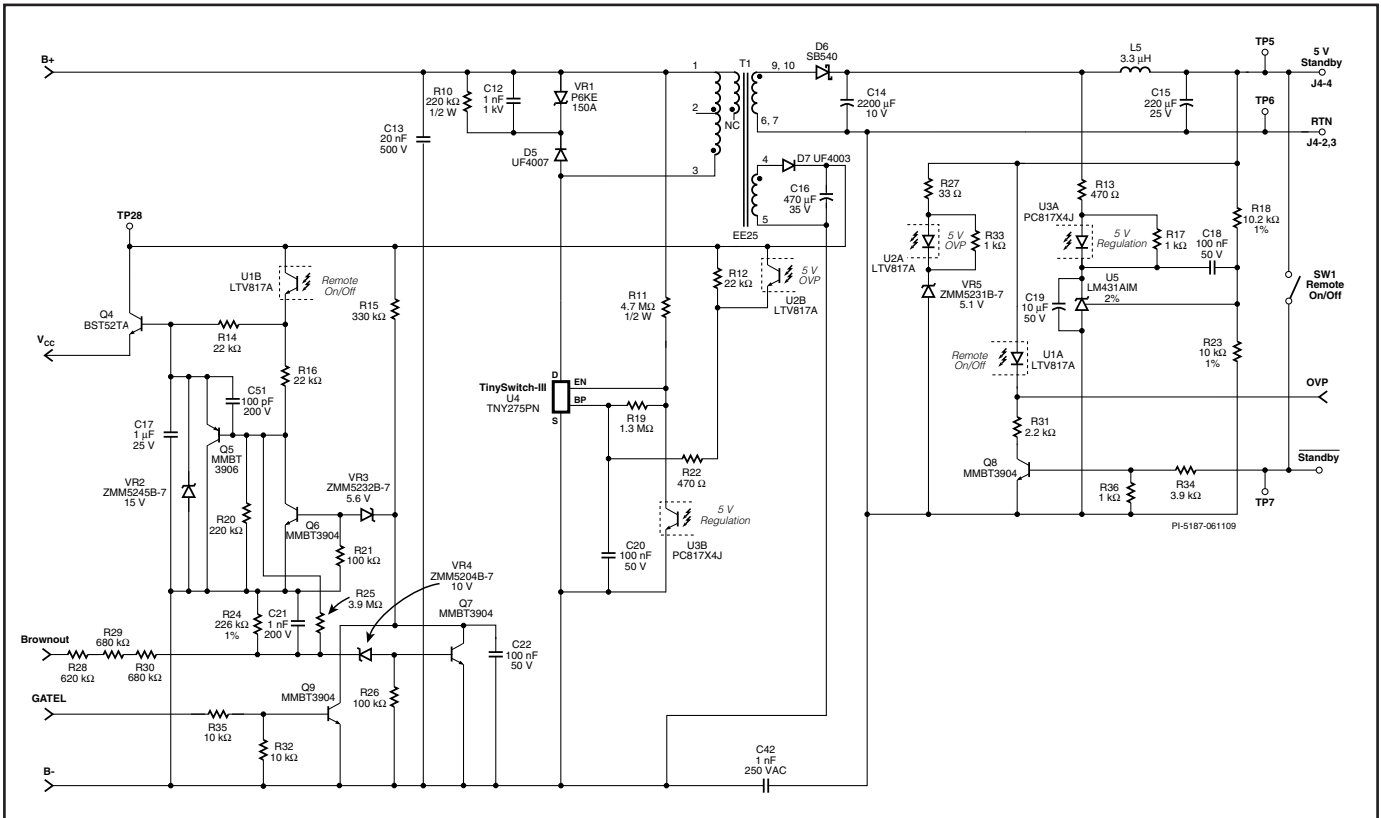 B+
R10
220 kΩ
1/2 W
C12
1 nF
1 kV
VR1
P6KE
150A
1
T1
9, 10
D6
SB540
L5
3.3 µH
TP5
5 V
Standby
J4-4
C13
20 nF
500 V
D5
UF4007
2
NC
6, 7
C14
2200 µF
10 V
C15
220 µF
25 V
TP6
RTN
J4-2,3
3
4
D7 UF4003
C16
470 µF
35 V
5
EE25
R27
33 Ω
R13
470 Ω
U3A
PC817X4J
R18
10.2 kΩ
1%
TP28
U1B
LTV817A
Remote
On/Off
R15
330 kΩ
R11
4.7 MΩ
1/2 W
R12
22 kΩ
5 V
OVP
U2B
LTV817A
5 V
OVP
U2A
LTV817A
R33
1 kΩ
5 V
Regulation
R17
1 kΩ
C18
100 nF
50 V
VR5
ZMM5231B-7
5.1 V
C19
10 µF
50 V
U5
LM431AIM
2%
SW1
Remote
On/Off
Q4
BST52TA
R14
22 kΩ
VCC
R16
22 kΩ
Remote
On/Off
U1A
LTV817A
R23
10 kΩ
1%
C51
100 pF
200 V
TinySwitch-III
U4
TNY275PN
D
EN
BP
S
R19
1.3 MΩ
OVP
C17
1 µF
25 V
Q5
MMBT
3906
R31
2.2 kΩ
VR2
ZMM5245B-7
15 V
VR3
ZMM5232B-7
5.6 V
R22
470 Ω
Q8
MMBT3904
R36
1 kΩ
R34
3.9 kΩ
Standby
TP7
R20
220 kΩ
Q6
MMBT3904
R21
100 kΩ
5 V
Regulation
U3B
PC817X4J
C20
100 nF
50 V
PI-5187-061109
VR4
ZMM5204B-7
10 V
R24
226 kΩ
1%
C21
1 nF
200 V
R25
3.9 MΩ
Q7
MMBT3904
C22
100 nF
50 V
Brownout
R28
620 kΩ
R29
680 kΩ
R30
680 kΩ
GATEL
Q9
MMBT3904
R26
100 kΩ
R35
10 kΩ
R32
10 kΩ
C42
1 nF
250 VAC
B-